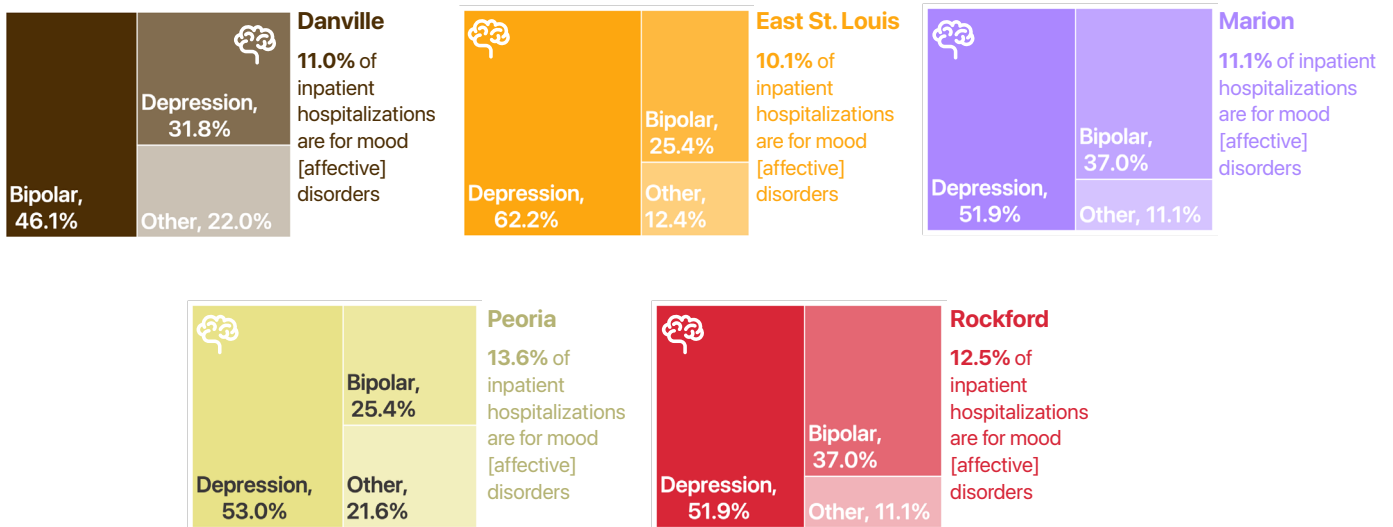 Danville
11.0% of
inpatient
hospitalizations
are for mood
[affective]
disorders
Depression,
31.8%
Bipolar,
46.1%
Other, 22.0%
East St. Louis
10.1% of
inpatient
hospitalizations
are for mood
[affective]
disorders
Bipolar,
25.4%
Depression,
62.2%
Other,
12.4%
Marion
11.1% of inpatient
hospitalizations
are for mood
[affective]
disorders
Bipolar,
37.0%
Depression,
51.9%
Other, 11.1%
Peoria
13.6% of
inpatient
hospitalizations
are for mood
[affective]
disorders
Bipolar,
25.4%
Depression,
53.0%
Other,
21.6%
Rockford
12.5% of
inpatient
hospitalizations
are for mood
[affective]
disorders
Bipolar,
37.0%
Depression,
51.9%
Other, 11.1%